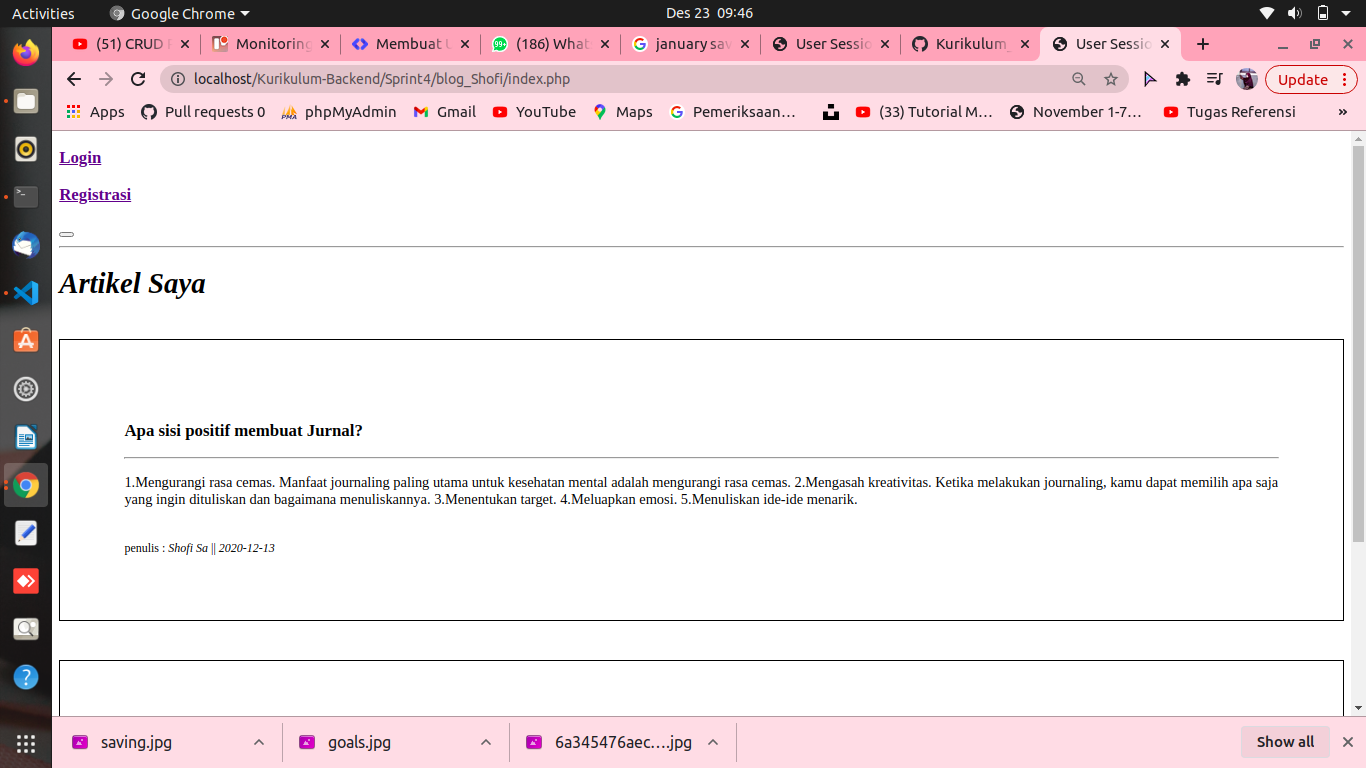 Activities
Google Chrome
Des 23 09:46
(51) CRUD
Monitoring
Membuat
(186) What
january sav
User Sessio
Kurikulum_
User Sessio
localhost/Kurikulum-Backend/Sprint4/blog_Shofi/index.php
Update
Apps
Pull requests 0
phpMyAdmin
Gmail
YouTube
Maps
Pemeriksaan…
(33) Tutorial M…
November 1-7…
Tugas Referensi
»
Login
Registrasi
Artikel Saya
Apa sisi positif membuat Jurnal?
1.Mengurangi rasa cemas. Manfaat journaling paling utama untuk kesehatan mental adalah mengurangi rasa cemas. 2.Mengasah kreativitas. Ketika melakukan journaling, kamu dapat memilih apa saja
yang ingin dituliskan dan bagaimana menuliskannya. 3.Menentukan target. 4.Meluapkan emosi. 5.Menuliskan ide-ide menarik.
penulis : Shofi Sa || 2020-12-13
saving.jpg
goals.jpg
6a345476aec….jpg
Show all